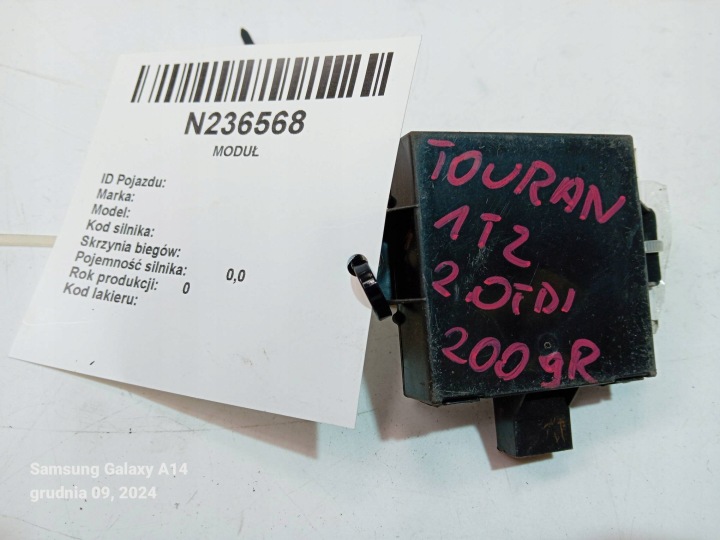 N236568
MODUŁ
ID Pojazdu:
Marka:
Model:
Kod silnika:
Skrzynia biegów:
Pojemność silnika: 0,0
Rok produkcji: 0
Kod lakieru:
TOURAN
1T2
2.0TDI
2009R
Samsung Galaxy A14
grudnia 09, 2024